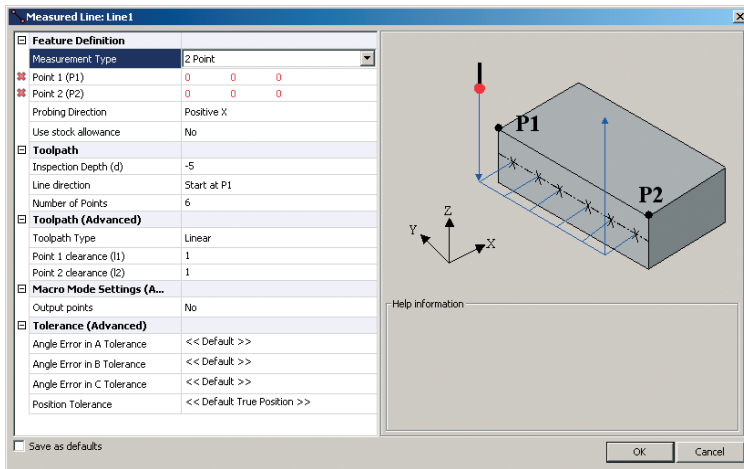 Measured Line: Line1
Feature Definition
Measurement Type 2 Point
Point 1 (P1) 0 0 0
Point 2 (P2) 0 0 0
Probing Direction Positive X
Use stock allowance No
Toolpath
Inspection Depth (d) -5
Line direction Start at P1
Number of Points 6
Toolpath (Advanced)
Toolpath Type Linear
Point 1 clearance (l1) 1
Point 2 clearance (l2) 1
Macro Mode Settings (A...
Output points No
Tolerance (Advanced)
Angle Error in A Tolerance << Default >>
Angle Error in B Tolerance << Default >>
Angle Error in C Tolerance << Default >>
Position Tolerance << Default True Position >>
Save as defaults
P1
P2
Z
Y
X
Help information
OK Cancel